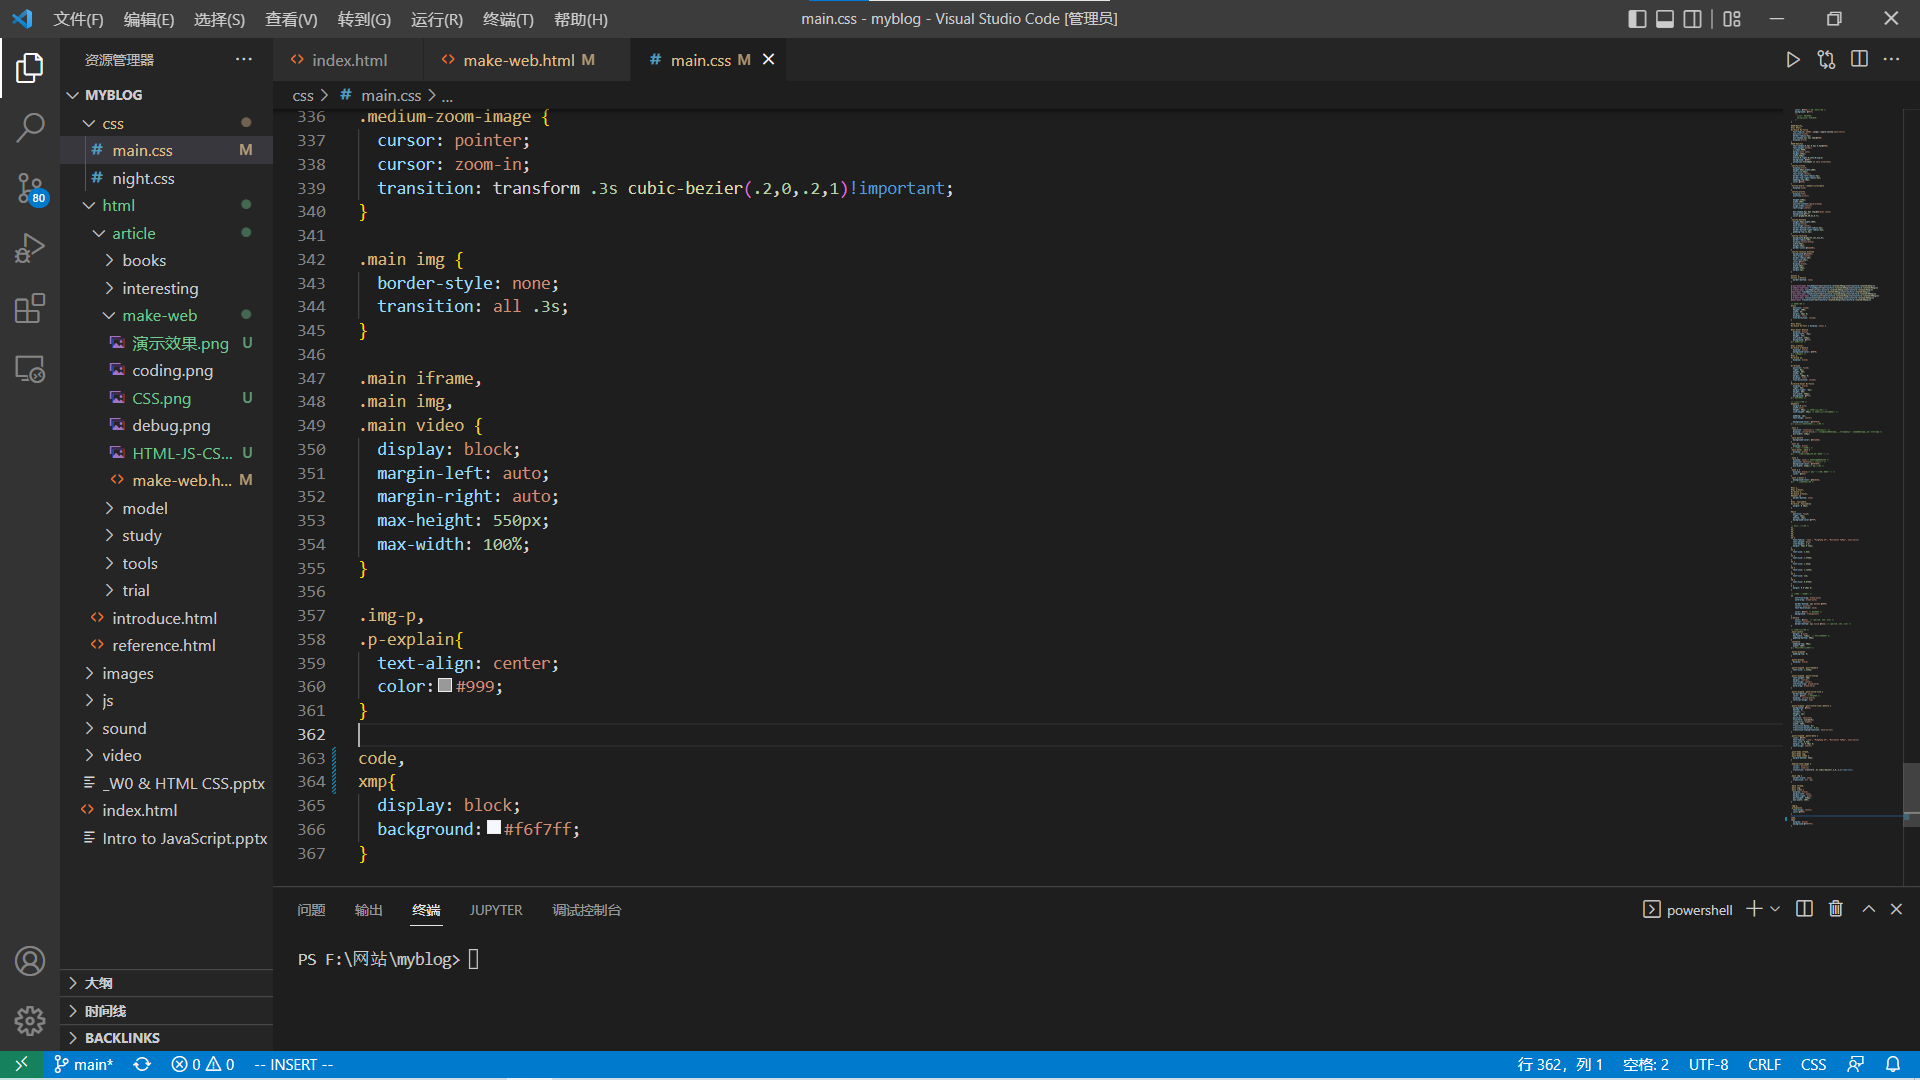 文件(F) 编辑(E) 选择(S) 查看(V) 转到(G) 运行(R) 终端(T) 帮助(H) main.css - myblog - Visual Studio Code [管理员]
资源管理器 ···
index.html make-web.html M # main.css M
MYBLOG
css > # main.css > ...
css
# main.css M
# night.css
html
article
books
interesting
make-web
演示效果.png U
coding.png
CSS.png U
debug.png
HTML-JS-CS... U
make-web.h... M
model
study
tools
trial
introduce.html
reference.html
images
js
sound
video
_W0 & HTML CSS.pptx
index.html
Intro to JavaScript.pptx
大纲
时间线
BACKLINKS
80
336 .medium-zoom-image {
337 cursor: pointer;
338 cursor: zoom-in;
339 transition: transform .3s cubic-bezier(.2,0,.2,1)!important;
340 }
341
342 .main img {
343 border-style: none;
344 transition: all .3s;
345 }
346
347 .main iframe,
348 .main img,
349 .main video {
350 display: block;
351 margin-left: auto;
352 margin-right: auto;
353 max-height: 550px;
354 max-width: 100%;
355 }
356
357 .img-p,
358 .p-explain{
359 text-align: center;
360 color: #999;
361 }
362
363 code,
364 xmp{
365 display: block;
366 background: #f6f7ff;
367 }
问题 输出 终端 JUPYTER 调试控制台 powershell
PS F:\网站\myblog>
main* 0 0 -- INSERT -- 行 362，列 1 空格: 2 UTF-8 CRLF CSS